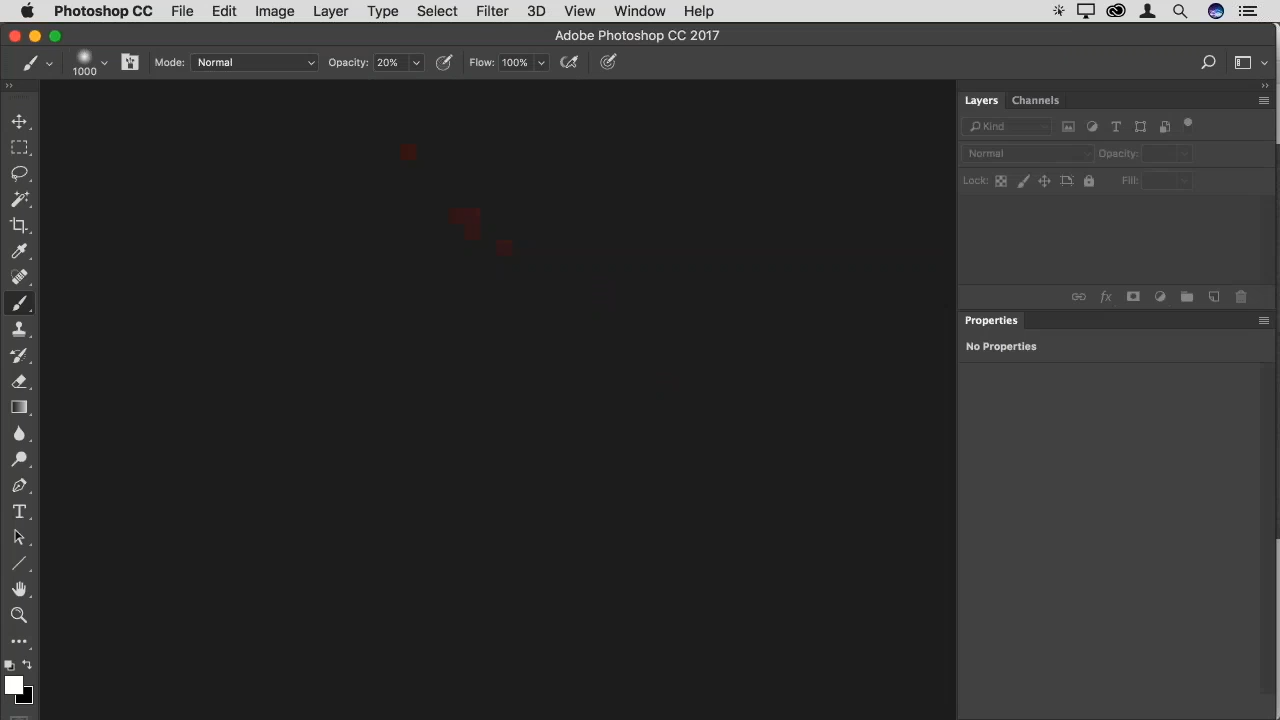 Photoshop CC File Edit Image Layer Type Select Filter 3D View Window Help
Adobe Photoshop CC 2017
1000 Mode: Normal Opacity: 20% Flow: 100%
Layers Channels
Kind
Normal Opacity:
Lock: Fill:
fx
Properties
No Properties